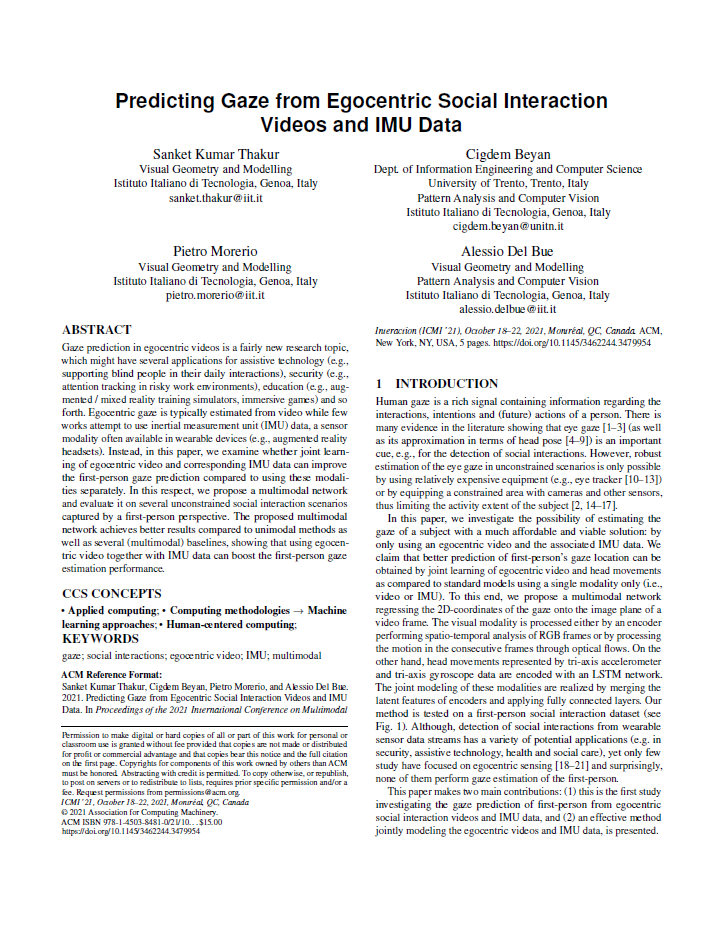 Predicting Gaze from Egocentric Social Interaction
Videos and IMU Data
Sanket Kumar Thakur
Visual Geometry and Modelling
Istituto Italiano di Tecnologia, Genoa, Italy
sanket.thakur@iit.it
Cigdem Beyan
Dept. of Information Engineering and Computer Science
University of Trento, Trento, Italy
Pattern Analysis and Computer Vision
Istituto Italiano di Tecnologia, Genoa, Italy
cigdem.beyan@unitn.it
Pietro Morerio
Visual Geometry and Modelling
Istituto Italiano di Tecnologia, Genoa, Italy
pietro.morerio@iit.it
Alessio Del Bue
Visual Geometry and Modelling
Pattern Analysis and Computer Vision
Istituto Italiano di Tecnologia, Genoa, Italy
alessio.delbue@iit.it
ABSTRACT
Gaze prediction in egocentric videos is a fairly new research topic,
which might have several applications for assistive technology (e.g.,
supporting blind people in their daily interactions), security (e.g.,
attention tracking in risky work environments), education (e.g., aug-
mented / mixed reality training simulators, immersive games) and so
forth. Egocentric gaze is typically estimated from video while few
works attempt to use inertial measurement unit (IMU) data, a sensor
modality often available in wearable devices (e.g., augmented reality
headsets). Instead, in this paper, we examine whether joint learn-
ing of egocentric video and corresponding IMU data can improve
the first-person gaze prediction compared to using these modali-
ties separately. In this respect, we propose a multimodal network
and evaluate it on several unconstrained social interaction scenarios
captured by a first-person perspective. The proposed multimodal
network achieves better results compared to unimodal methods as
well as several (multimodal) baselines, showing that using egocen-
tric video together with IMU data can boost the first-person gaze
estimation performance.
CCS CONCEPTS
• Applied computing; • Computing methodologies → Machine
learning approaches; • Human-centered computing;
KEYWORDS
gaze; social interactions; egocentric video; IMU; multimodal
ACM Reference Format:
Sanket Kumar Thakur, Cigdem Beyan, Pietro Morerio, and Alessio Del Bue.
2021. Predicting Gaze from Egocentric Social Interaction Videos and IMU
Data. In Proceedings of the 2021 International Conference on Multimodal
Permission to make digital or hard copies of all or part of this work for personal or
classroom use is granted without fee provided that copies are not made or distributed
for profit or commercial advantage and that copies bear this notice and the full citation
on the first page. Copyrights for components of this work owned by others than ACM
must be honored. Abstracting with credit is permitted. To copy otherwise, or republish,
to post on servers or to redistribute to lists, requires prior specific permission and/or a
fee. Request permissions from permissions@acm.org.
ICMI '21, October 18–22, 2021, Montréal, QC, Canada
© 2021 Association for Computing Machinery.
ACM ISBN 978-1-4503-8481-0/21/10...$15.00
https://doi.org/10.1145/3462244.3479954
Interaction (ICMI '21), October 18–22, 2021, Montréal, QC, Canada. ACM,
New York, NY, USA, 5 pages. https://doi.org/10.1145/3462244.3479954
1 INTRODUCTION
Human gaze is a rich signal containing information regarding the
interactions, intentions and (future) actions of a person. There is
many evidence in the literature showing that eye gaze [1–3] (as well
as its approximation in terms of head pose [4–9]) is an important
cue, e.g., for the detection of social interactions. However, robust
estimation of the eye gaze in unconstrained scenarios is only possible
by using relatively expensive equipment (e.g., eye tracker [10–13])
or by equipping a constrained area with cameras and other sensors,
thus limiting the activity extent of the subject [2, 14–17].
In this paper, we investigate the possibility of estimating the
gaze of a subject with a much affordable and viable solution: by
only using an egocentric video and the associated IMU data. We
claim that better prediction of first-person's gaze location can be
obtained by joint learning of egocentric video and head movements
as compared to standard models using a single modality only (i.e.,
video or IMU). To this end, we propose a multimodal network
regressing the 2D-coordinates of the gaze onto the image plane of a
video frame. The visual modality is processed either by an encoder
performing spatio-temporal analysis of RGB frames or by processing
the motion in the consecutive frames through optical flows. On the
other hand, head movements represented by tri-axis accelerometer
and tri-axis gyroscope data are encoded with an LSTM network.
The joint modeling of these modalities are realized by merging the
latent features of encoders and applying fully connected layers. Our
method is tested on a first-person social interaction dataset (see
Fig. 1). Although, detection of social interactions from wearable
sensor data streams has a variety of potential applications (e.g. in
security, assistive technology, health and social care), yet only few
study have focused on egocentric sensing [18–21] and surprisingly,
none of them perform gaze estimation of the first-person.
This paper makes two main contributions: (1) this is the first study
investigating the gaze prediction of first-person from egocentric
social interaction videos and IMU data, and (2) an effective method
jointly modeling the egocentric videos and IMU data, is presented.